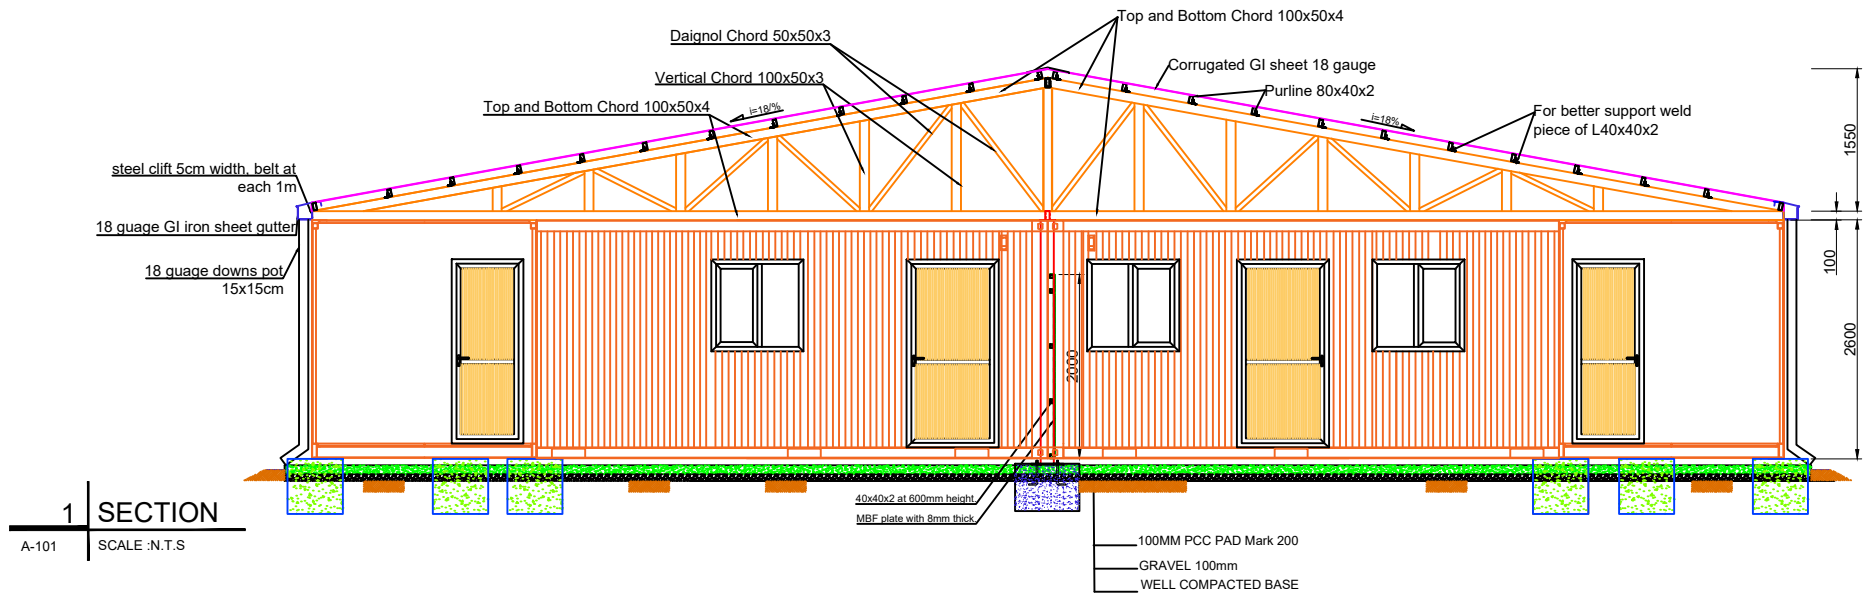 Top and Bottom Chord 100x50x4
Daignol Chord 50x50x3
Vertical Chord 100x50x3
Top and Bottom Chord 100x50x4
Corrugated GI sheet 18 gauge
Purline 80x40x2
For better support weld
piece of L40x40x2
i=18/%
i=18%
steel clift 5cm width, belt at
each 1m
18 guage GI iron sheet gutter
18 guage downs pot
15x15cm
1550
100
2600
2000
40x40x2 at 600mm height
MBF plate with 8mm thick
100MM PCC PAD Mark 200
GRAVEL 100mm
WELL COMPACTED BASE
1 SECTION
A-101 SCALE :N.T.S